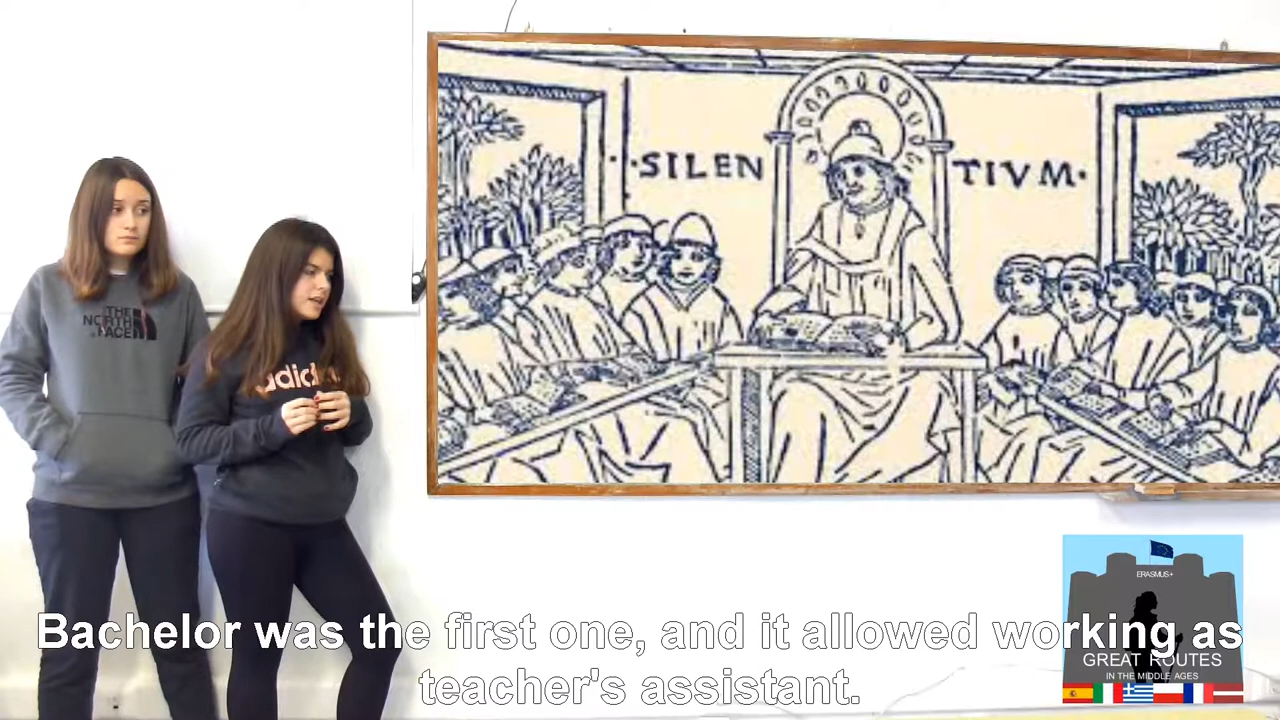 ·SILEN TIVM·
THE
NORTH
FACE
adid
ERASMUS+
GREAT ROUTES
IN THE MIDDLE AGES
Bachelor was the first one, and it allowed working as
teacher's assistant.